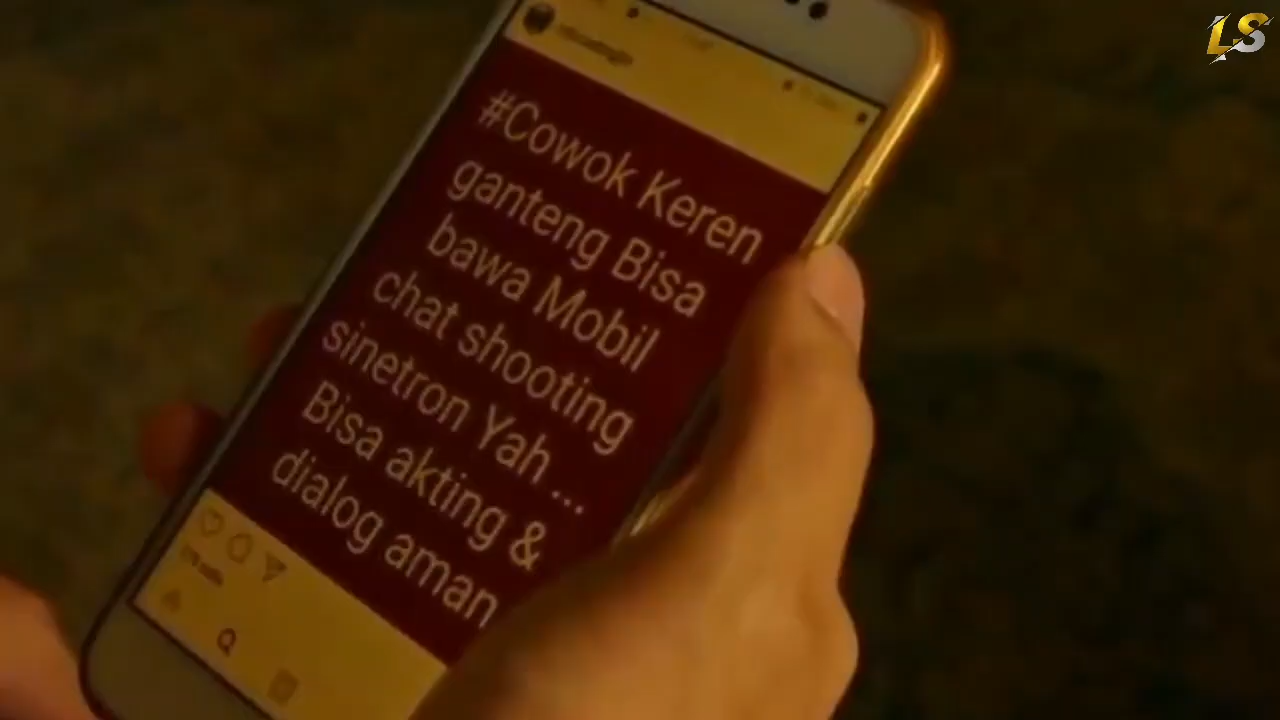 LS
#Cowok Keren
ganteng Bisa
bawa Mobil
chat shooting
sinetron Yah ...
Bisa akting &
dialog aman